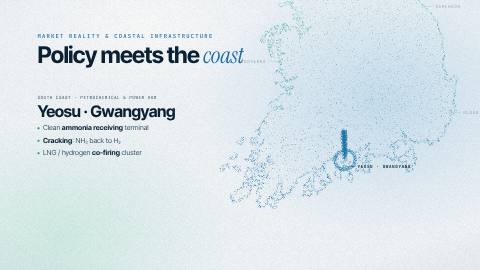 MARKET REALITY & COASTAL INFRASTRUCTURE
Policy meets the coast
SOUTH COAST · PETROCHEMICAL & POWER HUB
Yeosu · Gwangyang
• Clean ammonia receiving terminal
• Cracking: NH₃ back to H₂
• LNG / hydrogen co-firing cluster
YEOSU · GWANGYANG